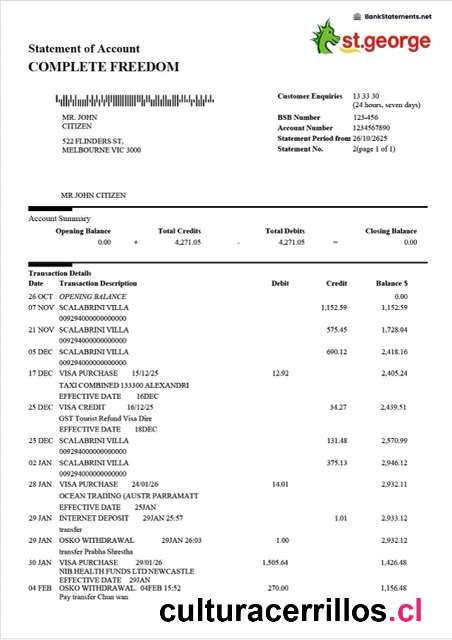 BankStatements.net
st.george
Statement of Account
COMPLETE FREEDOM
MR. JOHN
CITIZEN
522 FLINDERS ST,
MELBOURNE VIC 3000
Customer Enquiries 13 33 30
(24 hours, seven days)
BSB Number 123-456
Account Number 1234567890
Statement Period from 26/10/2625
Statement No. 2(page 1 of 1)
MR JOHN CITIZEN
Account Summary
Opening Balance Total Credits Total Debits Closing Balance
0.00 + 4,271.05 - 4,271.05 = 0.00
Transaction Details
Date Transaction Description Debit Credit Balance $
26 OCT OPENING BALANCE 0.00
07 NOV SCALABRINI VILLA 1,152.59 1,152.59
009294000000000000
21 NOV SCALABRINI VILLA 575.45 1,728.04
009294000000000000
05 DEC SCALABRINI VILLA 690.12 2,418.16
009294000000000000
17 DEC VISA PURCHASE 15/12/25 12.92 2,405.24
TAXI COMBINED 133300 ALEXANDRI
EFFECTIVE DATE 16DEC
25 DEC VISA CREDIT 16/12/25 34.27 2,439.51
GST Tourist Refund Visa Dire
EFFECTIVE DATE 18DEC
25 DEC SCALABRINI VILLA 131.48 2,570.99
009294000000000000
02 JAN SCALABRINI VILLA 375.13 2,946.12
009294000000000000
28 JAN VISA PURCHASE 24/01/26 14.01 2,932.11
OCEAN TRADING (AUSTR PARRAMATT
EFFECTIVE DATE 25JAN
29 JAN INTERNET DEPOSIT 29JAN 25:57 1.01 2,933.12
transfer
29 JAN OSKO WITHDRAWAL 29JAN 26:03 1.00 2,932.12
transfer Prabha Shrestha
30 JAN VISA PURCHASE 29/01/26 1,505.64 1,426.48
NIB HEALTH FUNDS LTD NEWCASTLE
EFFECTIVE DATE 29JAN
04 FEB OSKO WITHDRAWAL. 04FEB 15:52 270.00 1,156.48
Pay transfer Chun wan
culturacerrillos.cl